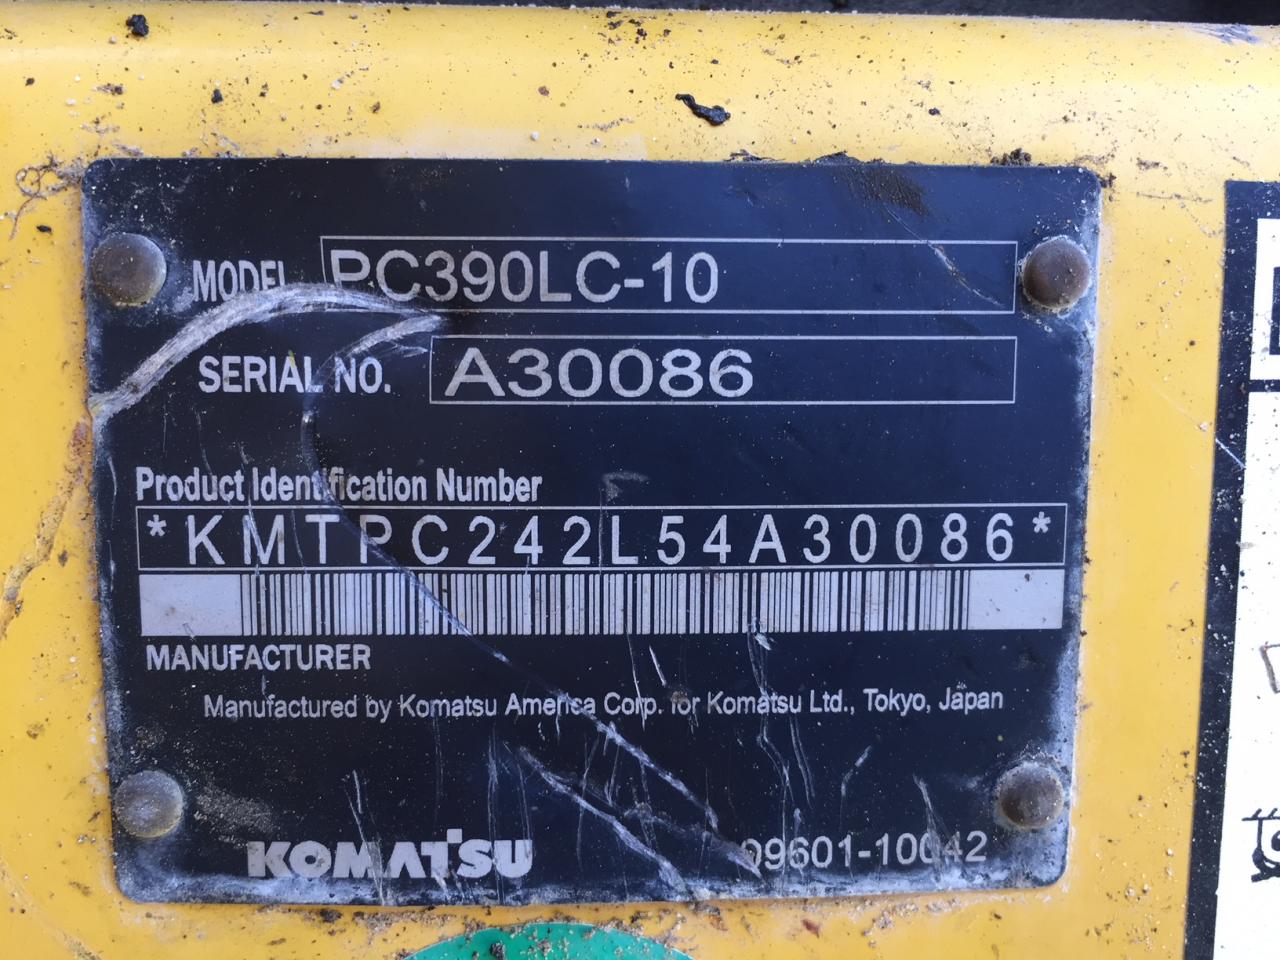 MODEL PC390LC-10
SERIAL NO. A30086
Product Identification Number
*KMTPC242L54A30086*
MANUFACTURER
Manufactured by Komatsu America Corp. for Komatsu Ltd., Tokyo, Japan
KOMATSU 09601-10042